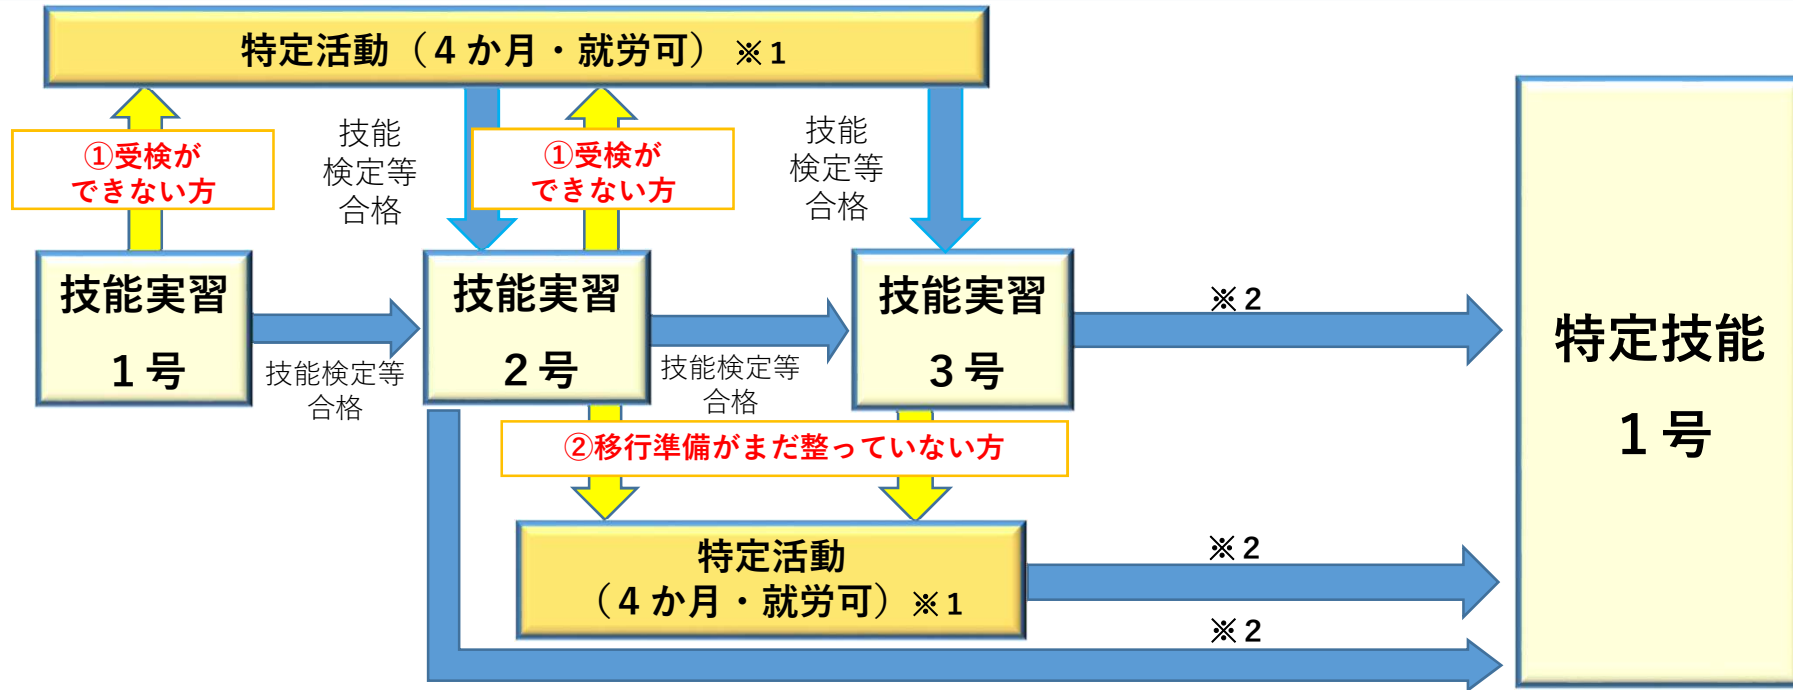 特定活動（４か月・就労可）※1
①受検が
できない方
技能
検定等
合格
①受検が
できない方
技能
検定等
合格
技能実習
１号
技能検定等
合格
技能実習
２号
技能検定等
合格
技能実習
３号
※２
特定技能
１号
②移行準備がまだ整っていない方
特定活動
（４か月・就労可）※1
※２
※２